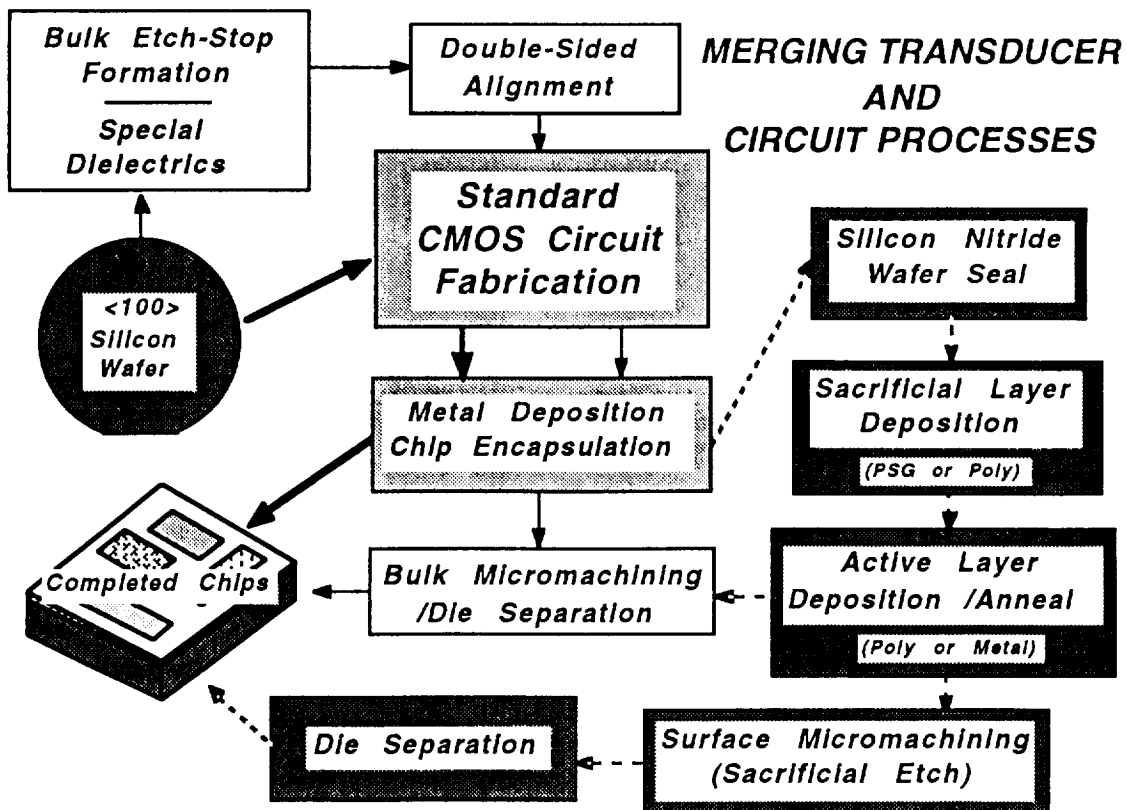 Bulk Etch-Stop
Formation
Special
Dielectrics
Double-Sided
Alignment
MERGING TRANSDUCER
AND
CIRCUIT PROCESSES
<100>
Silicon
Wafer
Standard
CMOS Circuit
Fabrication
Metal Deposition
Chip Encapsulation
Silicon Nitride
Wafer Seal
Sacrificial Layer
Deposition
(PSG or Poly)
Active Layer
Deposition /Anneal
(Poly or Metal)
Bulk Micromachining
/Die Separation
Completed Chips
Die Separation
Surface Micromachining
(Sacrificial Etch)